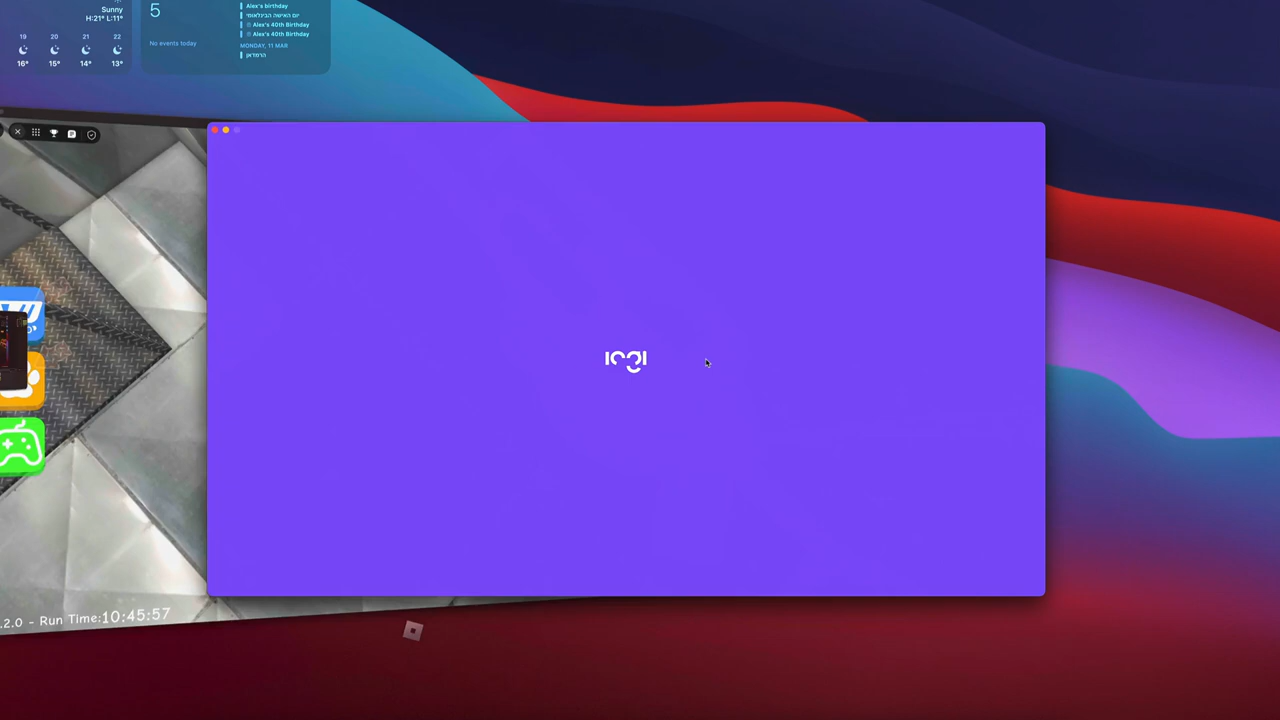 Sunny
H:21° L:11°
19 20 21 22
16° 15° 14° 13°
5
No events today
Alex's birthday
יום האישה הבינלאומי
Alex's 40th Birthday
Alex's 40th Birthday
MONDAY, 11 MAR
הרמדאן
.2.0 - Run Time:10:45:57